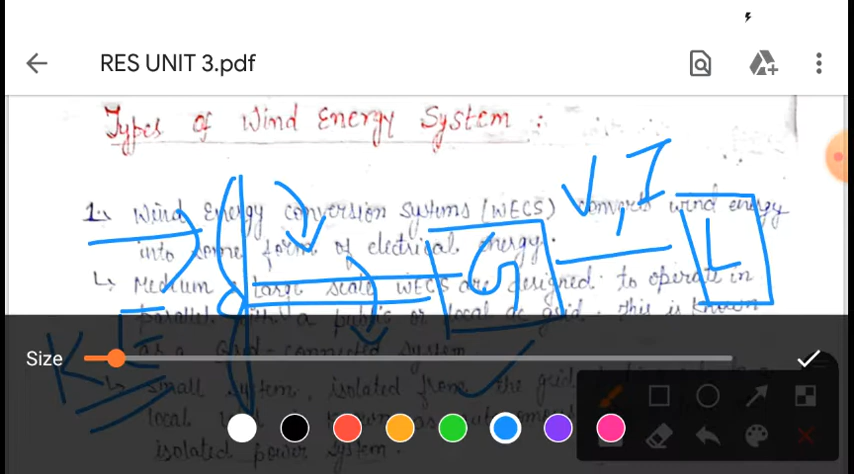 RES UNIT 3.pdf
Types of Wind Energy System :
1. Wind Energy conversion Systems (WECS) converts wind energy
into some form of electrical energy.
↳ Medium & large scale WECS are designed to operate in
parallel with a public or local ac grid. This is known
as a Grid-connected system
↳ small system, isolated from the grid
local
isolated power system.
V, I
G
L
K E
Size